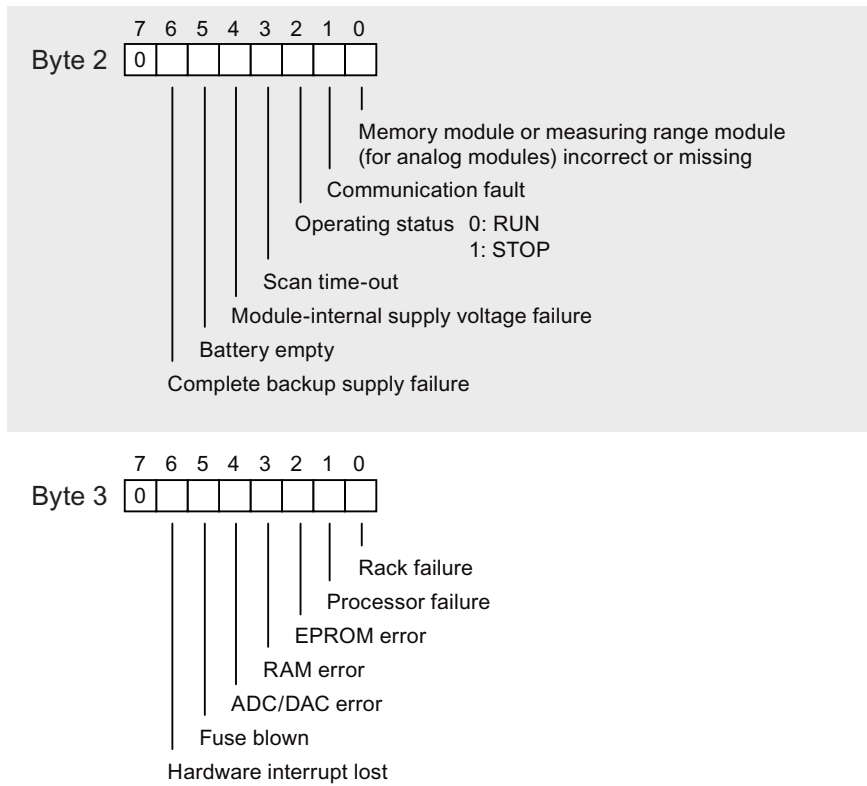 7 6 5 4 3 2 1 0
Byte 2 0
Memory module or measuring range module
(for analog modules) incorrect or missing
Communication fault
Operating status 0: RUN
1: STOP
Scan time-out
Module-internal supply voltage failure
Battery empty
Complete backup supply failure
7 6 5 4 3 2 1 0
Byte 3 0
Rack failure
Processor failure
EPROM error
RAM error
ADC/DAC error
Fuse blown
Hardware interrupt lost